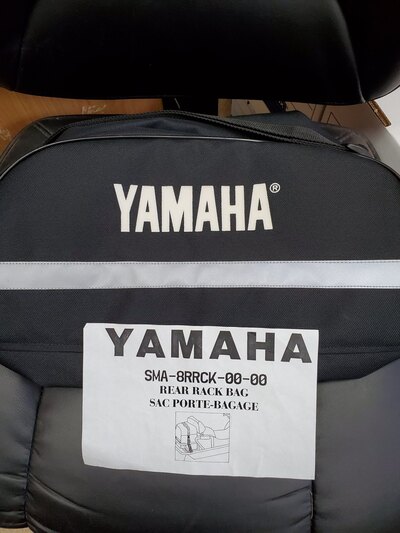 YAMAHA®
YAMAHA
SMA-8RRCK-00-00
REAR RACK BAG
SAC PORTE-BAGAGE